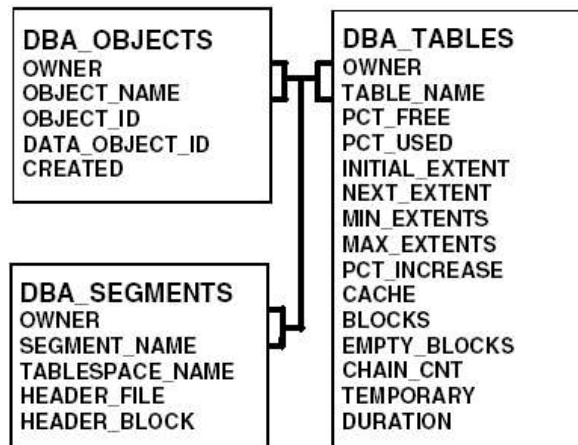 DBA_OBJECTS
OWNER
OBJECT_NAME
OBJECT_ID
DATA_OBJECT_ID
CREATED
DBA_SEGMENTS
OWNER
SEGMENT_NAME
TABLESPACE_NAME
HEADER_FILE
HEADER_BLOCK
DBA_TABLES
OWNER
TABLE_NAME
PCT_FREE
PCT_USED
INITIAL_EXTENT
NEXT_EXTENT
MIN_EXTENTS
MAX_EXTENTS
PCT_INCREASE
CACHE
BLOCKS
EMPTY_BLOCKS
CHAIN_CNT
TEMPORARY
DURATION